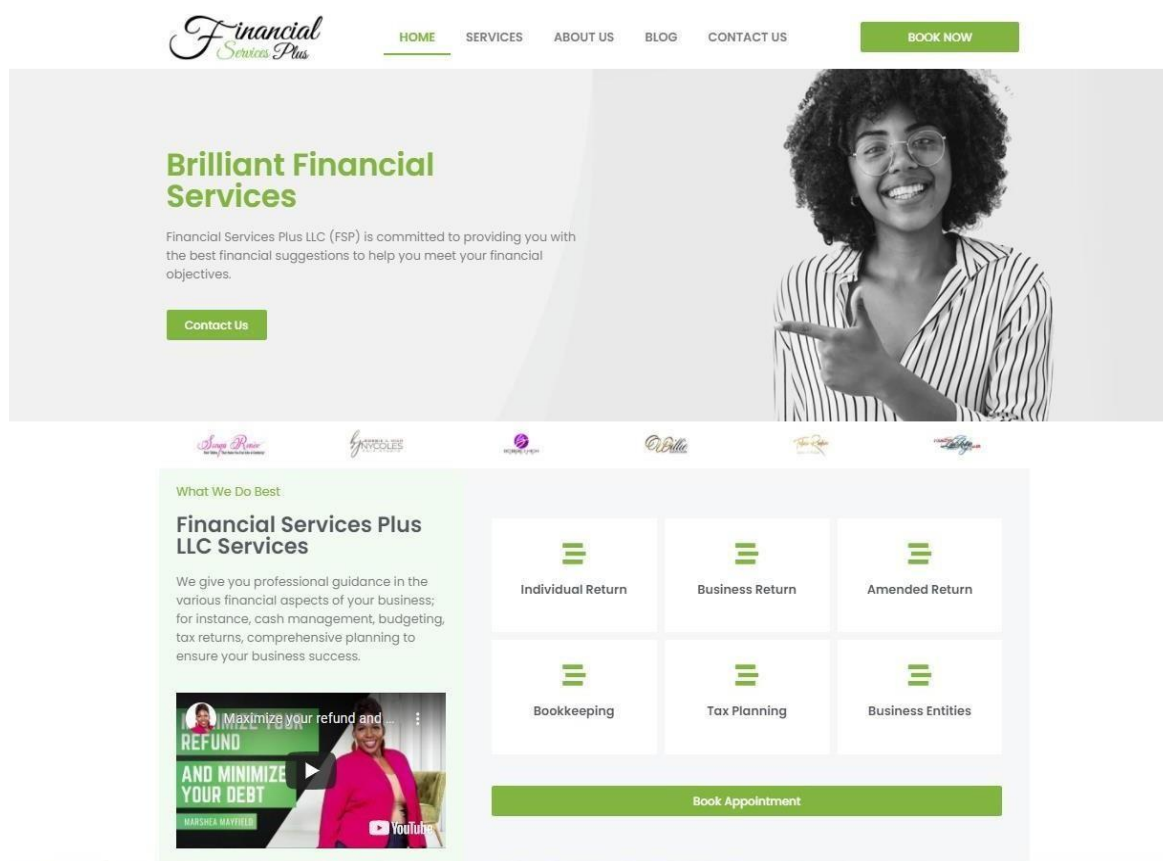 Financial
Services Plus
HOME SERVICES ABOUT US BLOG CONTACT US BOOK NOW
Brilliant Financial
Services
Financial Services Plus LLC (FSP) is committed to providing you with
the best financial suggestions to help you meet your financial
objectives.
Contact Us
NYCOLES
Willie
What We Do Best
Financial Services Plus
LLC Services
We give you professional guidance in the
various financial aspects of your business;
for instance, cash management, budgeting,
tax returns, comprehensive planning to
ensure your business success.
Maximize your refund and ...
REFUND
AND MINIMIZE
YOUR DEBT
MARSHEA MAYFIELD
YouTube
Individual Return
Business Return
Amended Return
Bookkeeping
Tax Planning
Business Entities
Book Appointment